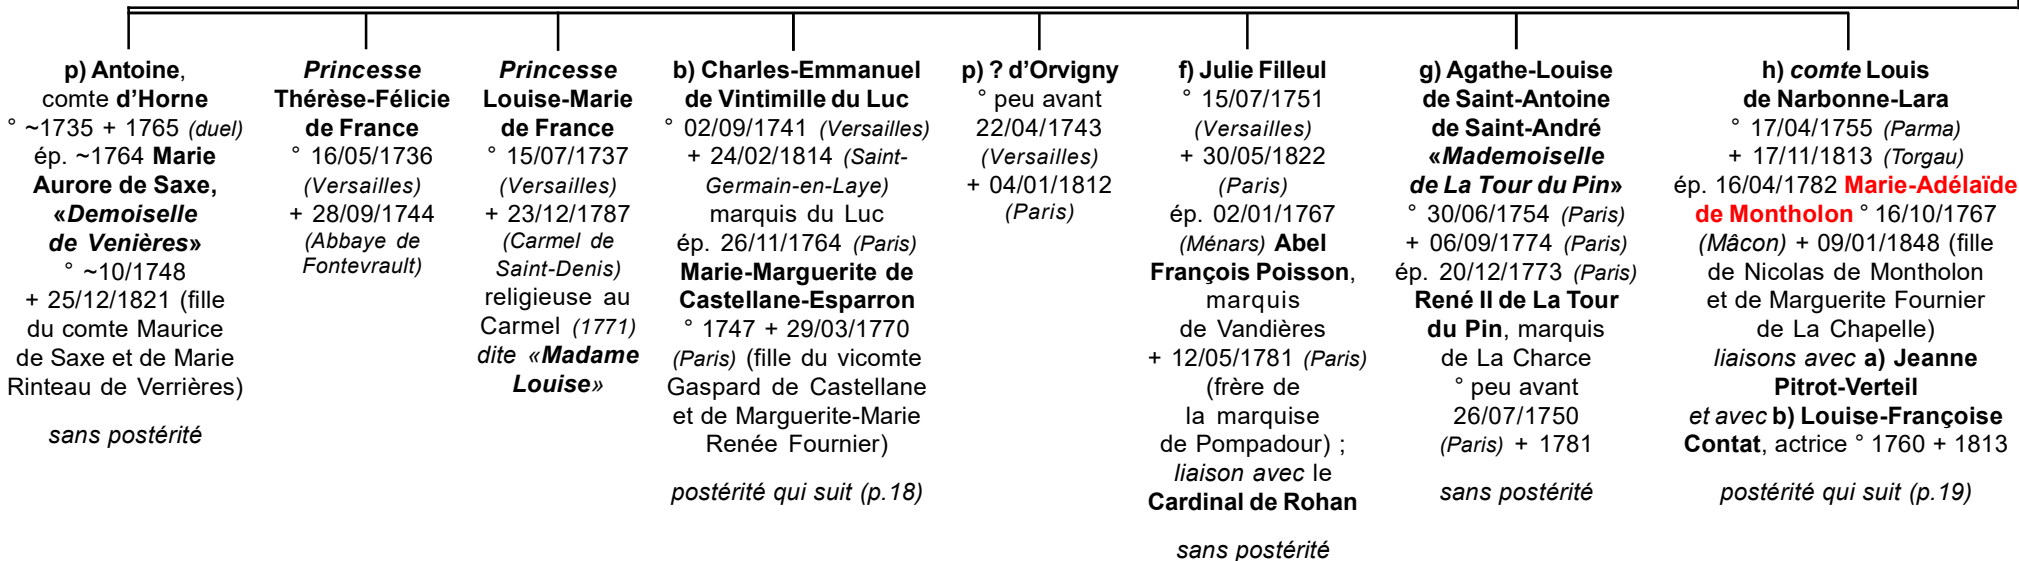 p) Antoine,
comte d'Horne
° ~1735 + 1765 (duel)
ép. ~1764 Marie
Aurore de Saxe,
«Demoiselle
de Venières»
° ~10/1748
+ 25/12/1821 (fille
du comte Maurice
de Saxe et de Marie
Rinteau de Verrières)
sans postérité
Princesse
Thérèse-Félicie
de France
° 16/05/1736
(Versailles)
+ 28/09/1744
(Abbaye de
Fontevrault)
Princesse
Louise-Marie
de France
° 15/07/1737
(Versailles)
+ 23/12/1787
(Carmel de
Saint-Denis)
religieuse au
Carmel (1771)
dite «Madame
Louise»
b) Charles-Emmanuel
de Vintimille du Luc
° 02/09/1741 (Versailles)
+ 24/02/1814 (Saint-
Germain-en-Laye)
marquis du Luc
ép. 26/11/1764 (Paris)
Marie-Marguerite de
Castellane-Esparron
° 1747 + 29/03/1770
(Paris) (fille du vicomte
Gaspard de Castellane
et de Marguerite-Marie
Renée Fournier)
postérité qui suit (p.18)
p) ? d'Orvigny
° peu avant
22/04/1743
(Versailles)
+ 04/01/1812
(Paris)
f) Julie Filleul
° 15/07/1751
(Versailles)
+ 30/05/1822
(Paris)
ép. 02/01/1767
(Ménars) Abel
François Poisson,
marquis
de Vandières
+ 12/05/1781 (Paris)
(frère de
la marquise
de Pompadour) ;
liaison avec le
Cardinal de Rohan
sans postérité
g) Agathe-Louise
de Saint-Antoine
de Saint-André
«Mademoiselle
de La Tour du Pin»
° 30/06/1754 (Paris)
+ 06/09/1774 (Paris)
ép. 20/12/1773 (Paris)
René II de La Tour
du Pin, marquis
de La Charce
° peu avant
26/07/1750
(Paris) + 1781
sans postérité
h) comte Louis
de Narbonne-Lara
° 17/04/1755 (Parma)
+ 17/11/1813 (Torgau)
ép. 16/04/1782 Marie-Adélaïde
de Montholon ° 16/10/1767
(Mâcon) + 09/01/1848 (fille
de Nicolas de Montholon
et de Marguerite Fournier
de La Chapelle)
liaisons avec a) Jeanne
Pitrot-Verteil
et avec b) Louise-Françoise
Contat, actrice ° 1760 + 1813
postérité qui suit (p.19)